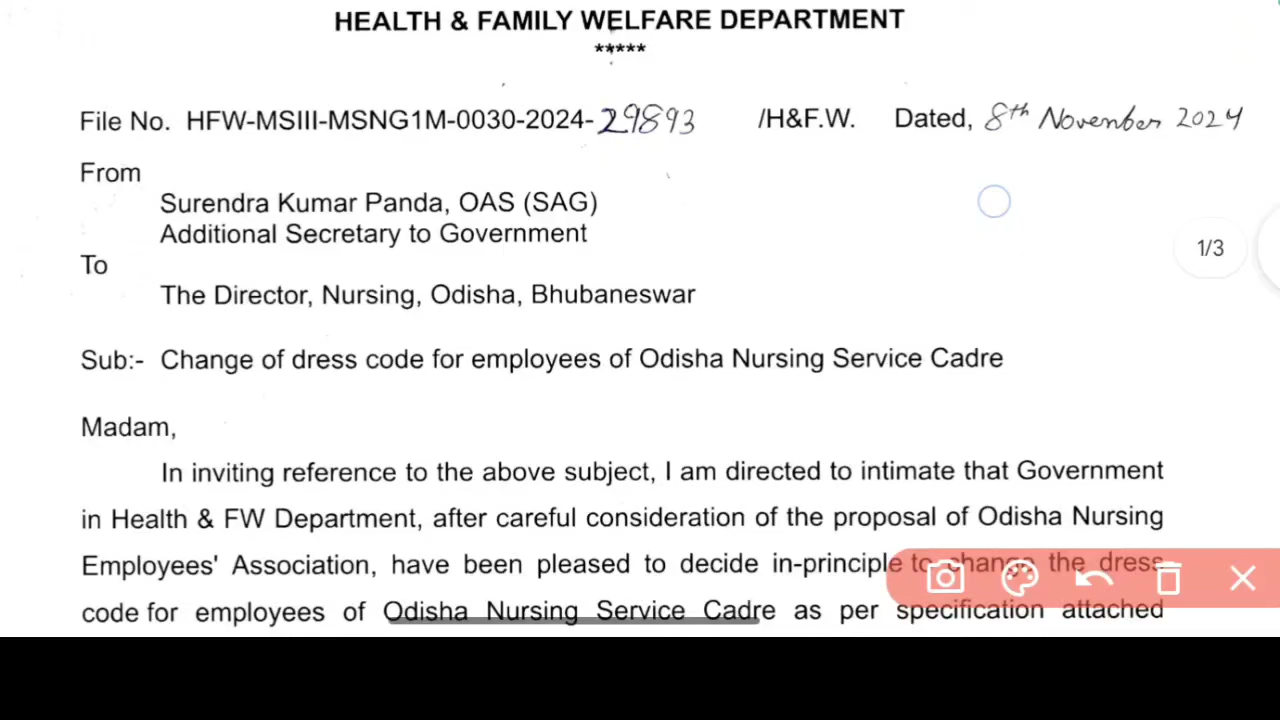 HEALTH & FAMILY WELFARE DEPARTMENT
*****
File No. HFW-MSIII-MSNG1M-0030-2024-29893 /H&F.W. Dated, 8th November 2024
From
Surendra Kumar Panda, OAS (SAG)
Additional Secretary to Government
1/3
To
The Director, Nursing, Odisha, Bhubaneswar
Sub:- Change of dress code for employees of Odisha Nursing Service Cadre
Madam,
In inviting reference to the above subject, I am directed to intimate that Government
in Health & FW Department, after careful consideration of the proposal of Odisha Nursing
Employees' Association, have been pleased to decide in-principle to change the dress
code for employees of Odisha Nursing Service Cadre as per specification attached